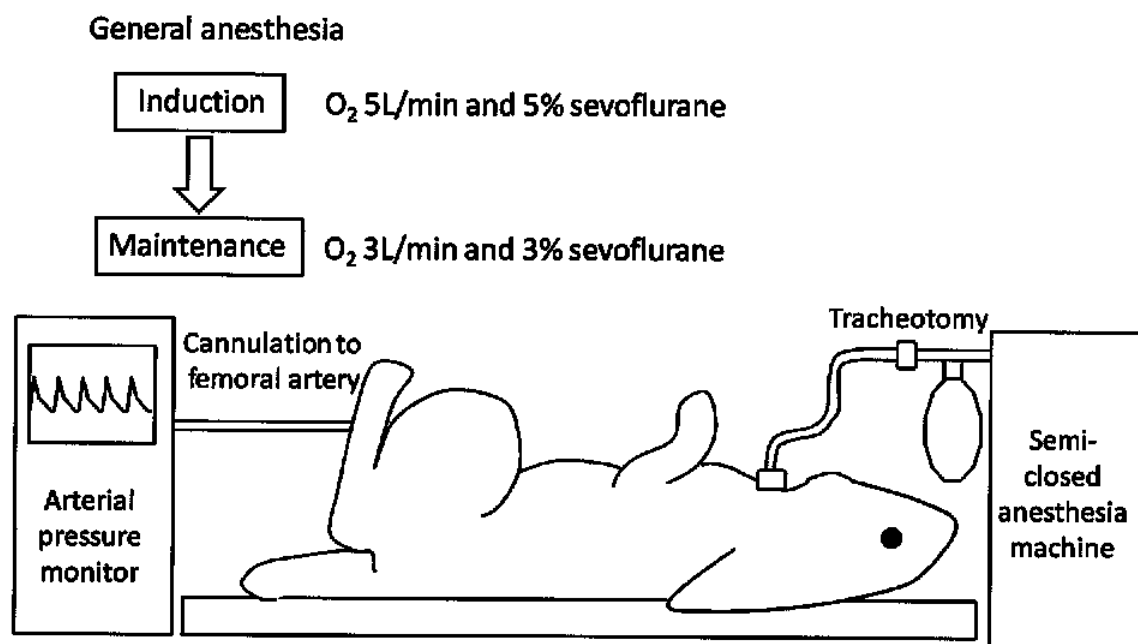 General anesthesia
Induction
O₂ 5L/min and 5% sevoflurane
Maintenance
O₂ 3L/min and 3% sevoflurane
Cannulation to
femoral artery
Tracheotomy
Arterial
pressure
monitor
Semi-
closed
anesthesia
machine